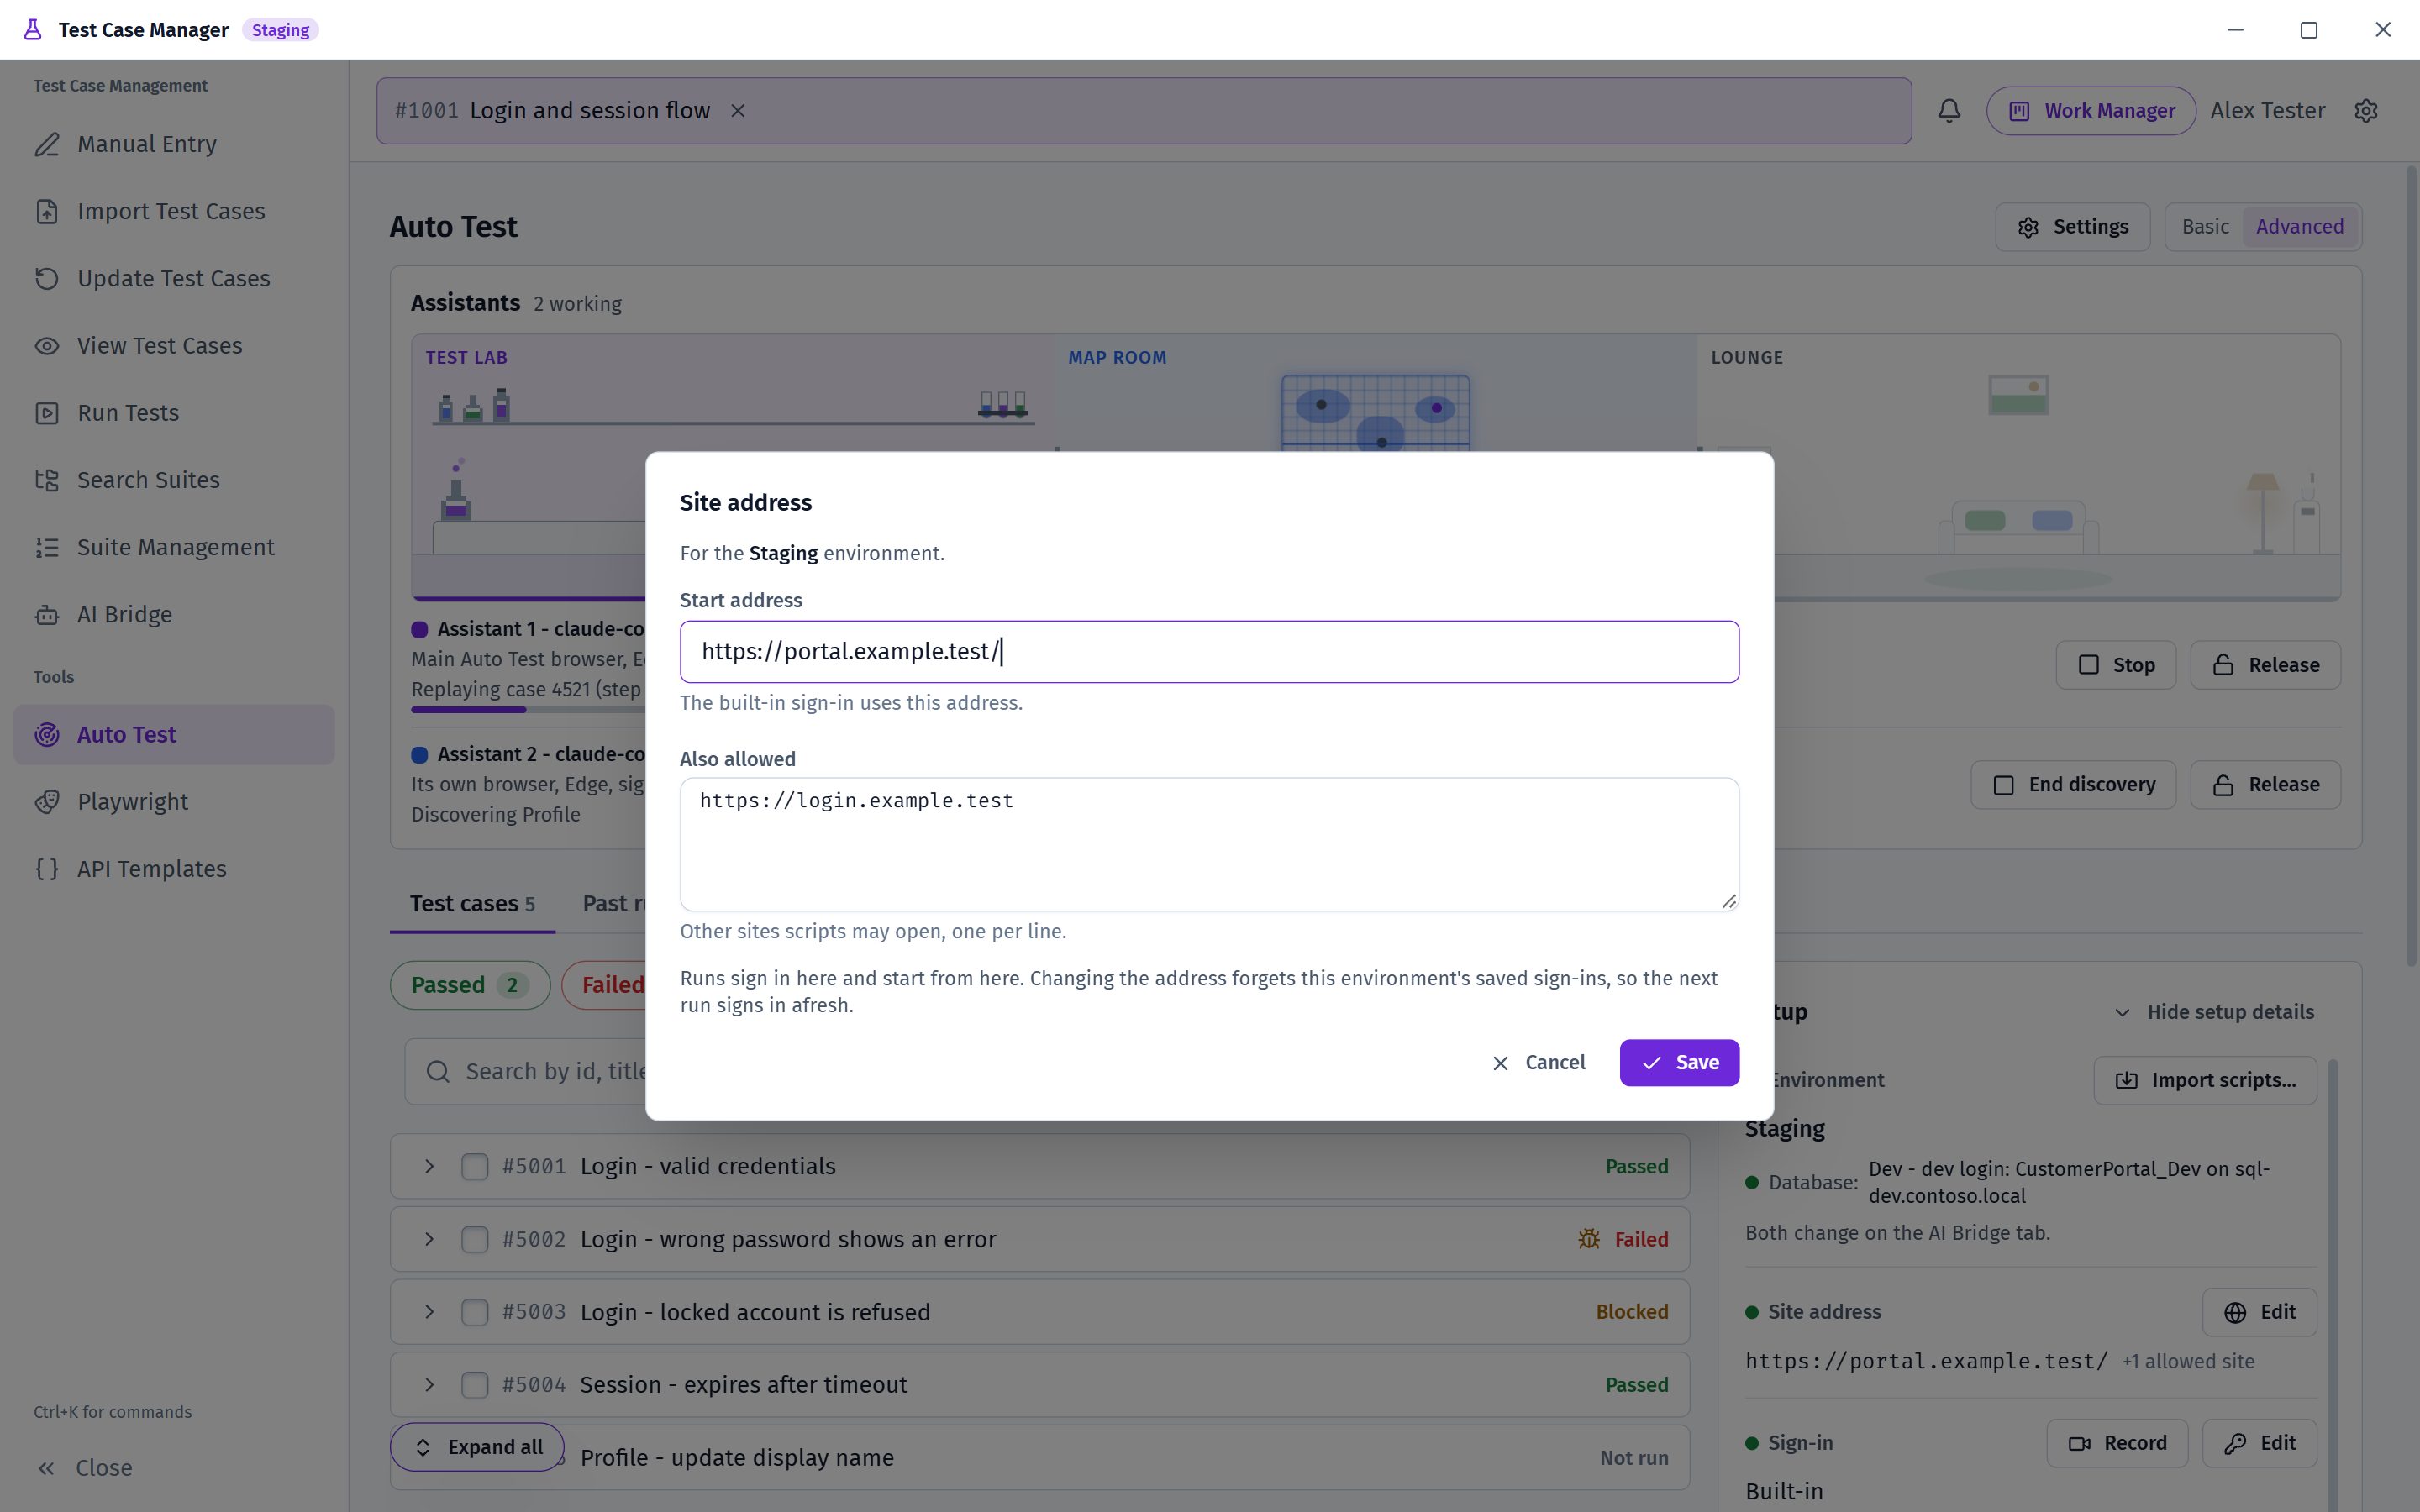 Test Case Manager Staging
Test Case Management
Manual Entry
Import Test Cases
Update Test Cases
View Test Cases
Run Tests
Search Suites
Suite Management
AI Bridge
Tools
Auto Test
Playwright
API Templates
Ctrl+K for commands
Close
#1001 Login and session flow
Work Manager
Alex Tester
Auto Test
Settings
Basic Advanced
Assistants 2 working
TEST LAB
MAP ROOM
LOUNGE
Assistant 1 - claude-co
Main Auto Test browser,
Replaying case 4521 (step
Stop
Release
Assistant 2 - claude-co
Its own browser, Edge, sig
Discovering Profile
End discovery
Release
Test cases 5
Past r
Passed 2
Failed
Search by id, title
Site address
For the Staging environment.
Start address
https://portal.example.test/
The built-in sign-in uses this address.
Also allowed
https://login.example.test
Other sites scripts may open, one per line.
Runs sign in here and start from here. Changing the address forgets this environment's saved sign-ins, so the next
run signs in afresh.
Cancel
Save
#5001 Login - valid credentials Passed
#5002 Login - wrong password shows an error Failed
#5003 Login - locked account is refused Blocked
#5004 Session - expires after timeout Passed
Expand all
Profile - update display name Not run
tup
Hide setup details
Environment
Import scripts...
Staging
Database: Dev - dev login: CustomerPortal_Dev on sql-
dev.contoso.local
Both change on the AI Bridge tab.
Site address
Edit
https://portal.example.test/ +1 allowed site
Sign-in
Record
Edit
Built-in